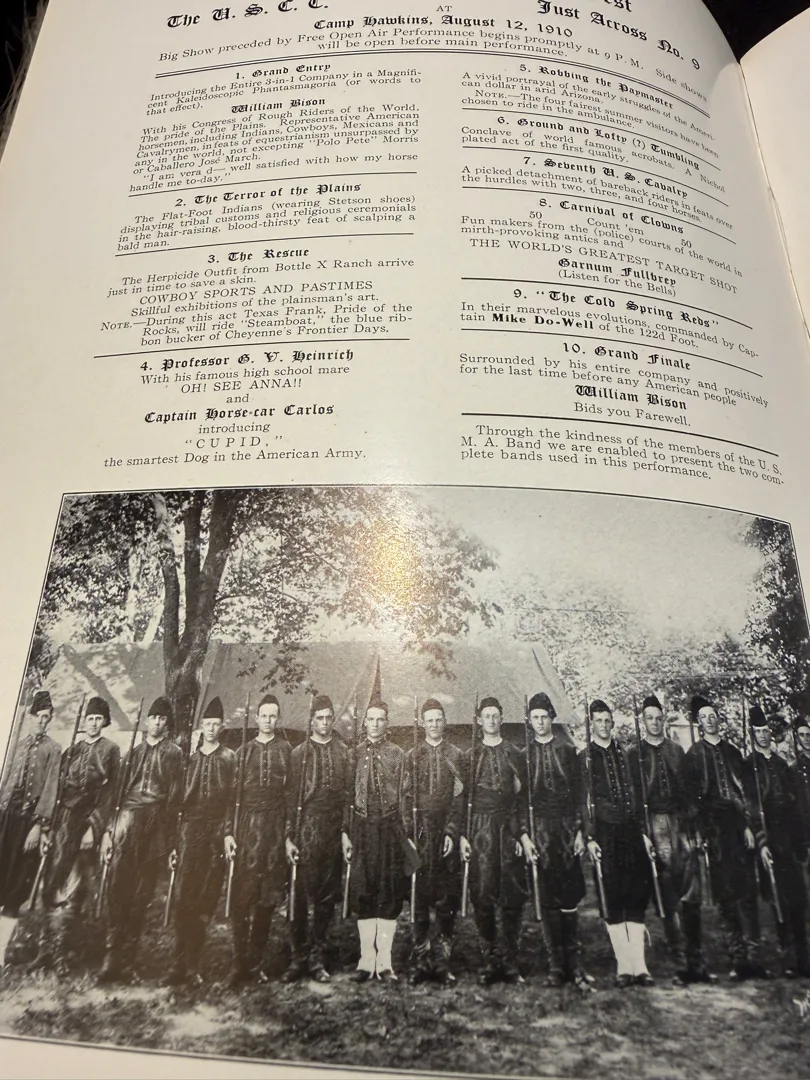 The U. S. C. C.
AT
Just Across No. 9
Camp Hawkins, August 12, 1910
Big Show preceded by Free Open Air Performance begins promptly at 9 P. M. Side shows
will be open before main performance.
1. Grand Entry
Introducing the Entire 3-in-1 Company in a Magnifi-
cent Kaleidoscopic Phantasmagoria (or words to
that effect).
William Bison
With his Congress of Rough Riders of the World.
The pride of the Plains. Representative American
horsemen, including Indians, Cowboys, Mexicans and
Cavalrymen, in feats of equestrianism unsurpassed by
any in the world, not excepting "Polo Pete" Morris
or Caballero José March.
"I am vera d— well satisfied with how my horse
handle me to-day."
2. The Terror of the Plains
The Flat-Foot Indians (wearing Stetson shoes)
displaying tribal customs and religious ceremonials
in the hair-raising, blood-thirsty feat of scalping a
bald man.
3. The Rescue
The Herpicide Outfit from Bottle X Ranch arrive
just in time to save a skin.
COWBOY SPORTS AND PASTIMES
Skillful exhibitions of the plainsman's art.
NOTE.—During this act Texas Frank, Pride of the
Rocks, will ride "Steamboat," the blue rib-
bon bucker of Cheyenne's Frontier Days.
4. Professor G. V. Heinrich
With his famous high school mare
OH! SEE ANNA!!
and
Captain Horse-car Carlos
introducing
"CUPID,"
the smartest Dog in the American Army.
5. Robbing the Paymaster
A vivid portrayal of the early struggles of the Ameri-
can dollar in arid Arizona.
NOTE.—The four fairest summer visitors have been
chosen to ride in the ambulance.
6. Ground and Lofty (?) Tumbling
Conclave of world famous acrobats. A Nichol
plated act of the first quality.
7. Seventh U. S. Cavalry
A picked detachment of bareback riders in feats over
the hurdles with two, three, and four horses.
8. Carnival of Clowns
50 Count 'em 50
Fun makers from the (police) courts of the world in
mirth-provoking antics and
THE WORLD'S GREATEST TARGET SHOT
Garnum Fullbrey
(Listen for the Bells)
9. "The Cold Spring Reds"
In their marvelous evolutions, commanded by Cap-
tain Mike Do-Well of the 122d Foot.
10. Grand Finale
Surrounded by his entire company and positively
for the last time before any American people
William Bison
Bids you Farewell.
Through the kindness of the members of the U. S.
M. A. Band we are enabled to present the two com-
plete bands used in this performance.